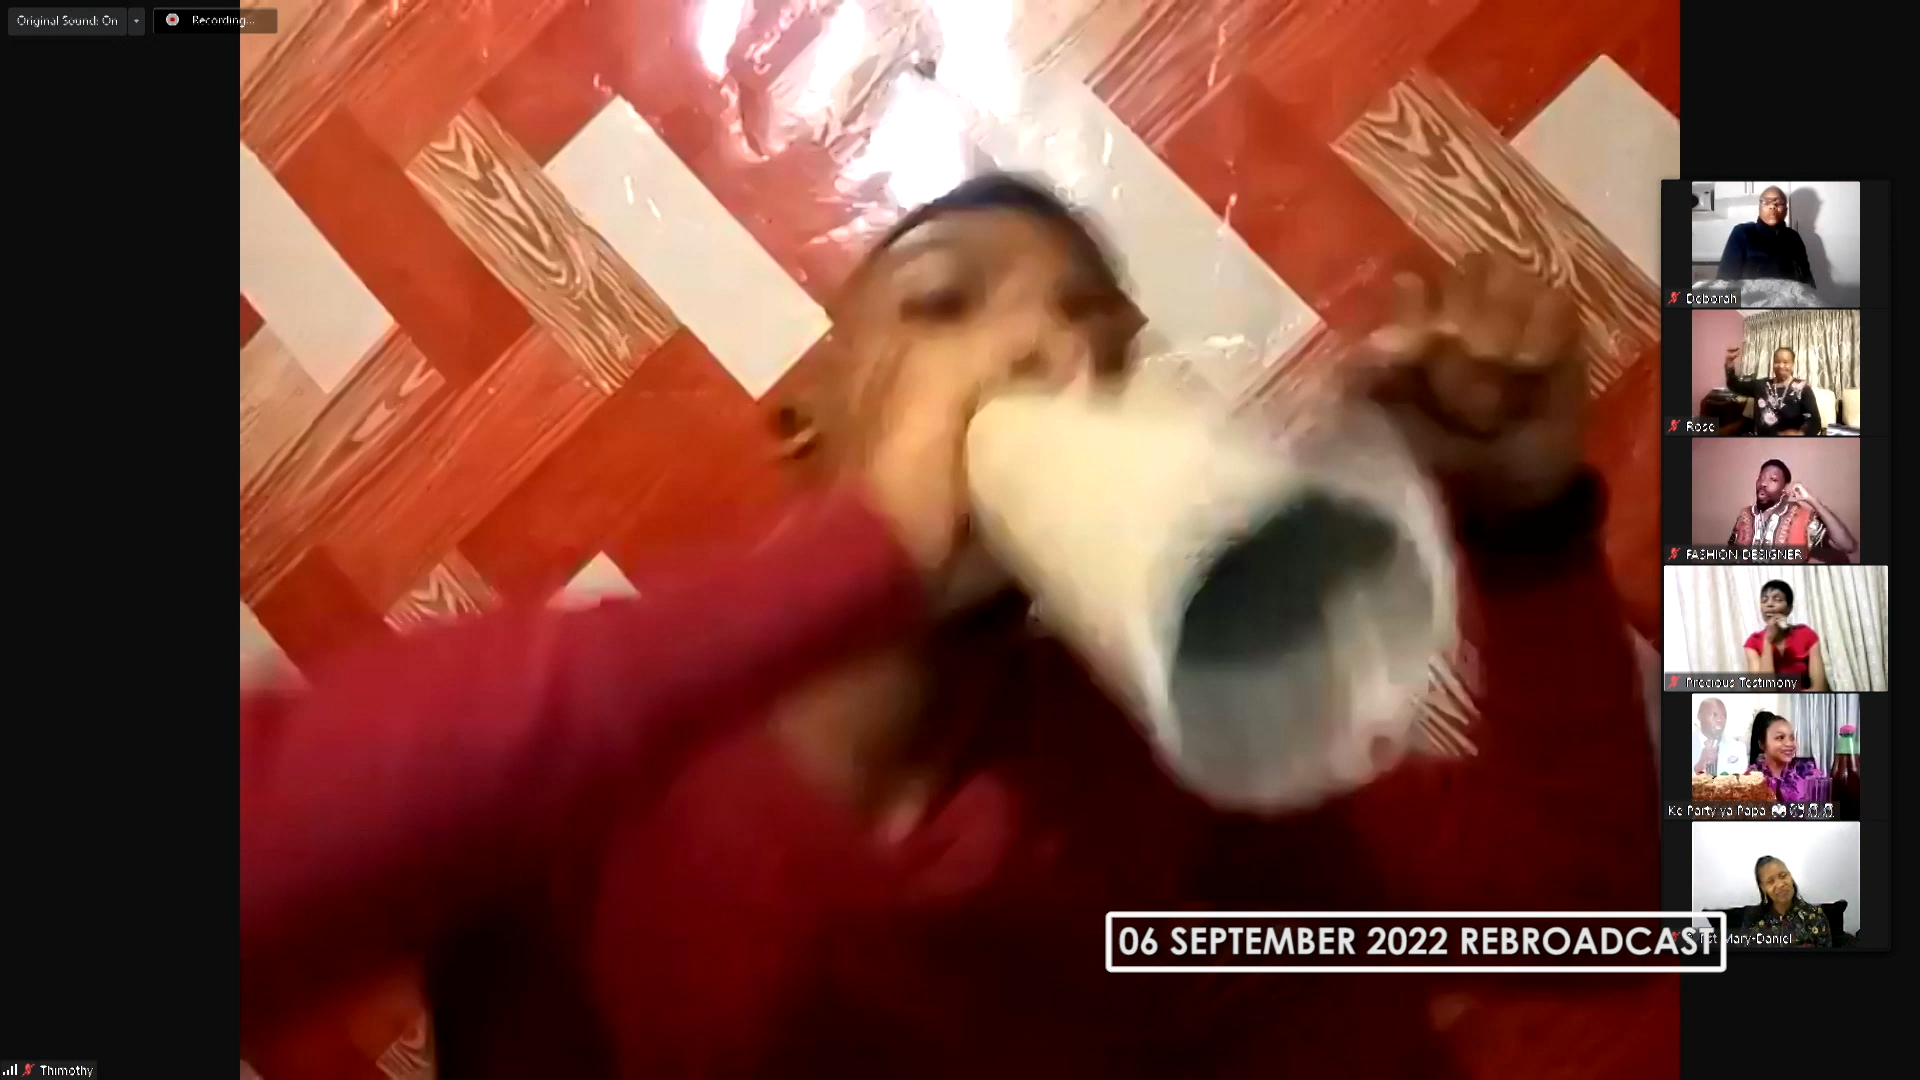 Original Sound: On
Recording...
Deborah
Rose
FASHION DESIGNER
Precious Testimony
Ke Party ya Papa
Mary-Daniel
06 SEPTEMBER 2022 REBROADCAST
Thimothy